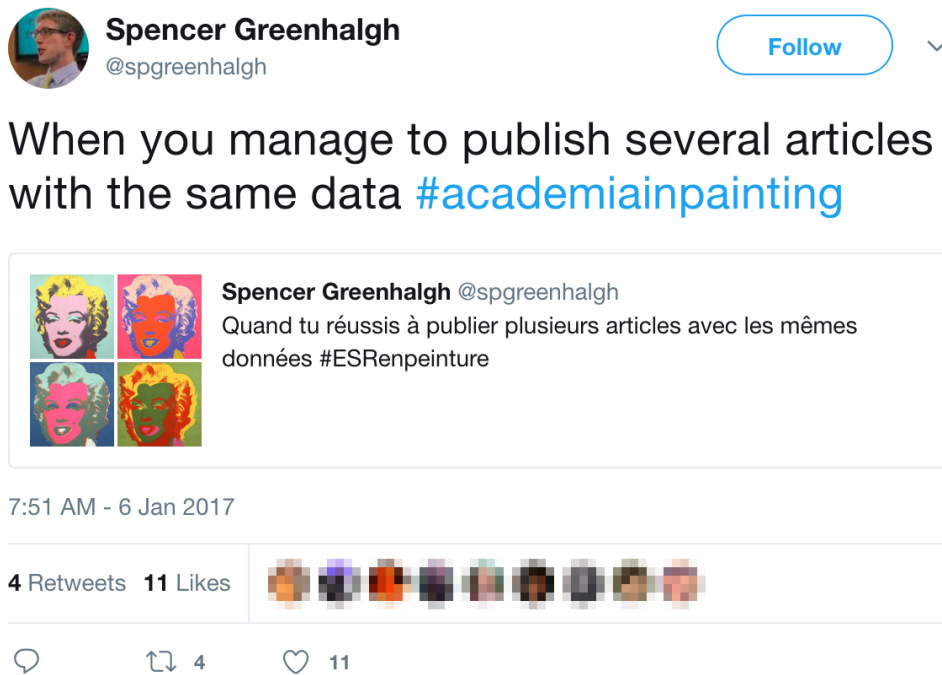 Spencer Greenhalgh
@spgreenhalgh
Follow
When you manage to publish several articles
with the same data #academiainpainting
Spencer Greenhalgh @spgreenhalgh
Quand tu réussis à publier plusieurs articles avec les mêmes
données #ESRenpeinture
7:51 AM - 6 Jan 2017
4 Retweets 11 Likes
4 11